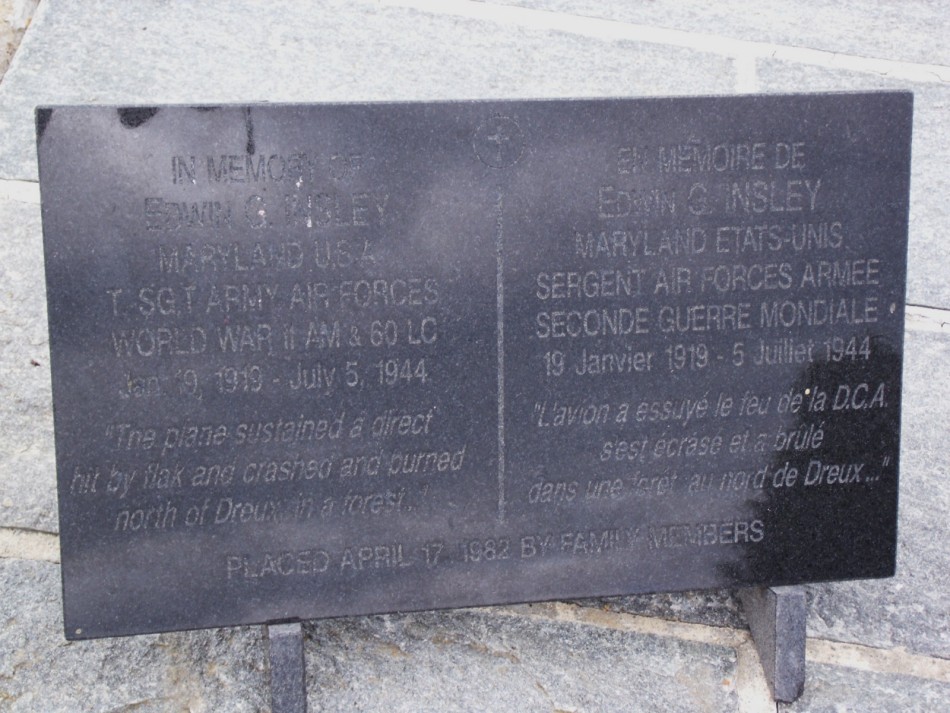 IN MEMORY OF
EDWIN G. INSLEY
MARYLAND U.S.A.
T. SGT ARMY AIR FORCES
WORLD WAR II AM & 60 LC
Jan 19, 1919 - July 5, 1944
"The plane sustained a direct
hit by flak and crashed and burned
north of Dreux in a forest..."
EN MÉMOIRE DE
EDWIN G. INSLEY
MARYLAND ETATS-UNIS
SERGENT AIR FORCES ARMEE
SECONDE GUERRE MONDIALE
19 Janvier 1919 - 5 Juillet 1944
"L'avion a essuyé le feu de la D.C.A.
s'est écrasé et a brûlé
dans une forêt au nord de Dreux..."
PLACED APRIL 17, 1982 BY FAMILY MEMBERS